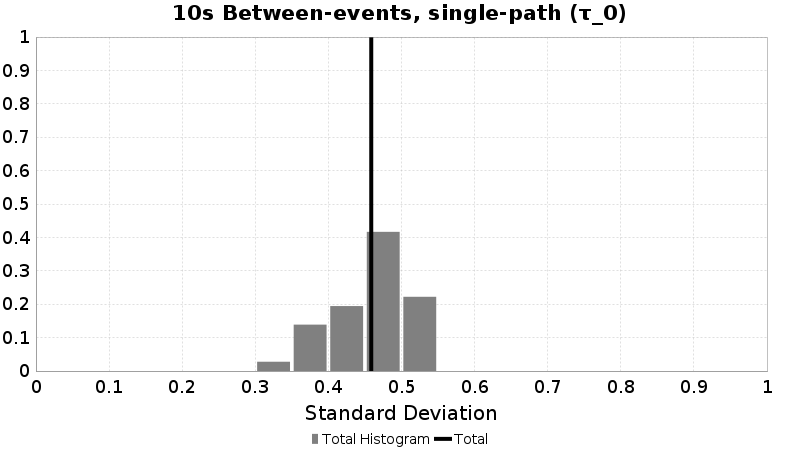 10s Between-events, single-path (τ_0)
1
0.9
0.8
0.7
0.6
0.5
0.4
0.3
0.2
0.1
0
0 0.1 0.2 0.3 0.4 0.5 0.6 0.7 0.8 0.9 1
Standard Deviation
Total Histogram Total